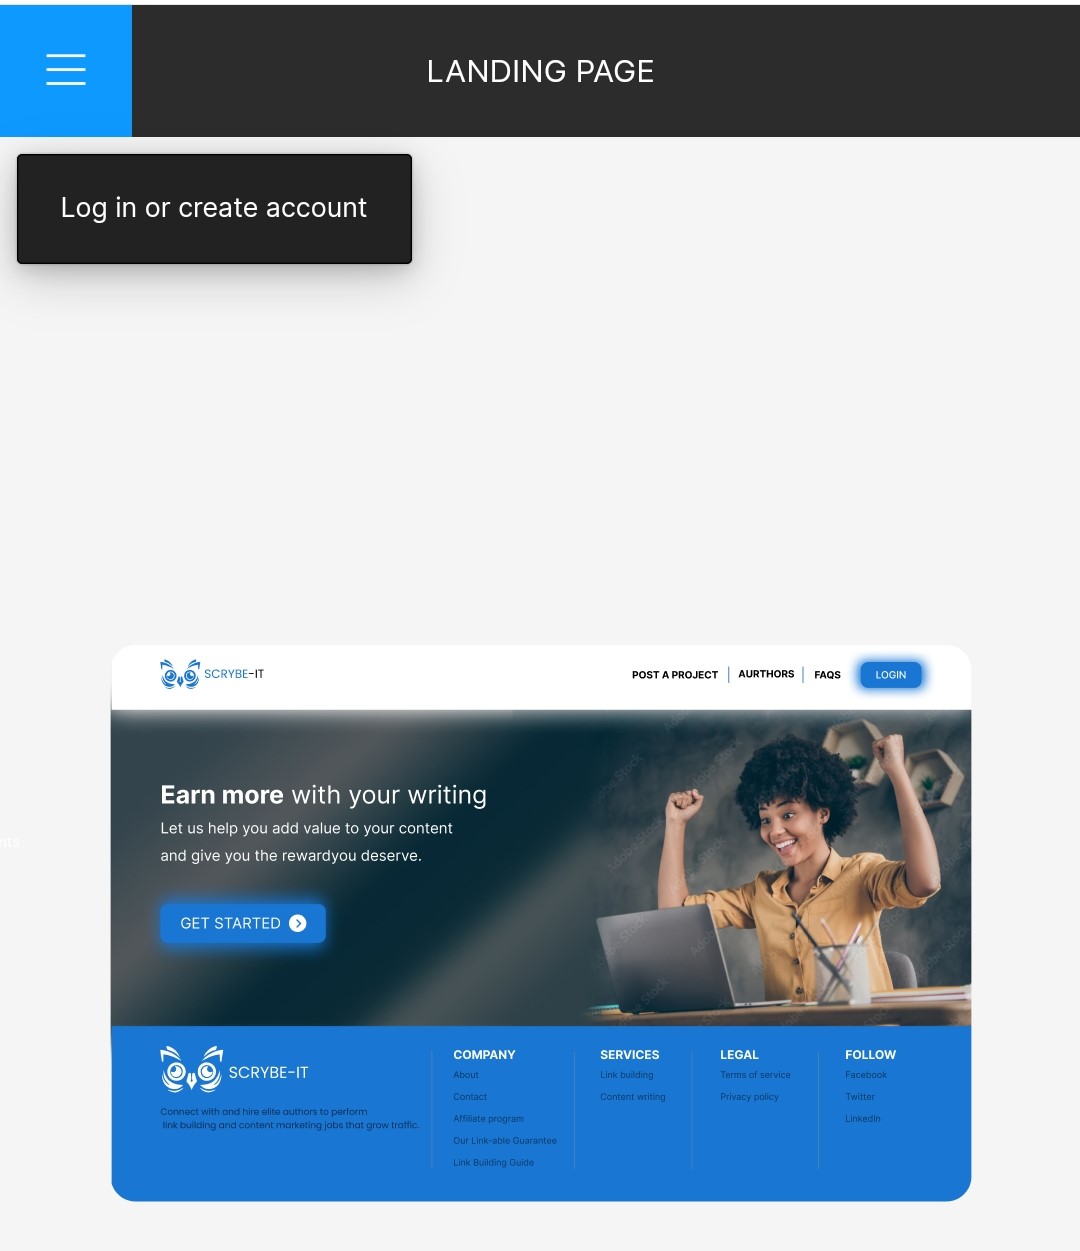 LANDING PAGE
Log in or create account
SCRYBE-IT
POST A PROJECT
AURTHORS
FAQS
LOGIN
Earn more with your writing
Let us help you add value to your content
and give you the rewardyou deserve.
nts
GET STARTED
Adobe Stock
SCRYBE-IT
Connect with and hire elite authors to perform
link building and content marketing jobs that grow traffic.
COMPANY
About
Contact
Affiliate program
Our Link-able Guarantee
Link Building Guide
SERVICES
Link building
Content writing
LEGAL
Terms of service
Privacy policy
FOLLOW
Facebook
Twitter
LinkedIn